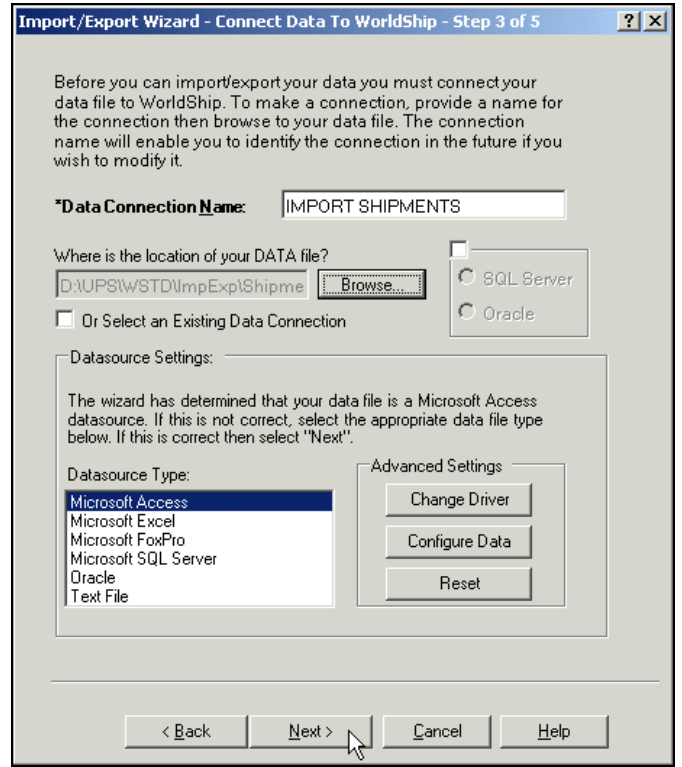 Import/Export Wizard - Connect Data To WorldShip - Step 3 of 5
Before you can import/export your data you must connect your
data file to WorldShip. To make a connection, provide a name for
the connection then browse to your data file. The connection
name will enable you to identify the connection in the future if you
wish to modify it.
*Data Connection Name: IMPORT SHIPMENTS
Where is the location of your DATA file?
D:\UPS\WSTD\ImpExp\Shipme Browse...
SQL Server
Oracle
Or Select an Existing Data Connection
Datasource Settings:
The wizard has determined that your data file is a Microsoft Access
datasource. If this is not correct, select the appropriate data file type
below. If this is correct then select "Next".
Datasource Type:
Microsoft Access
Microsoft Excel
Microsoft FoxPro
Microsoft SQL Server
Oracle
Text File
Advanced Settings
Change Driver
Configure Data
Reset
< Back Next > Cancel Help